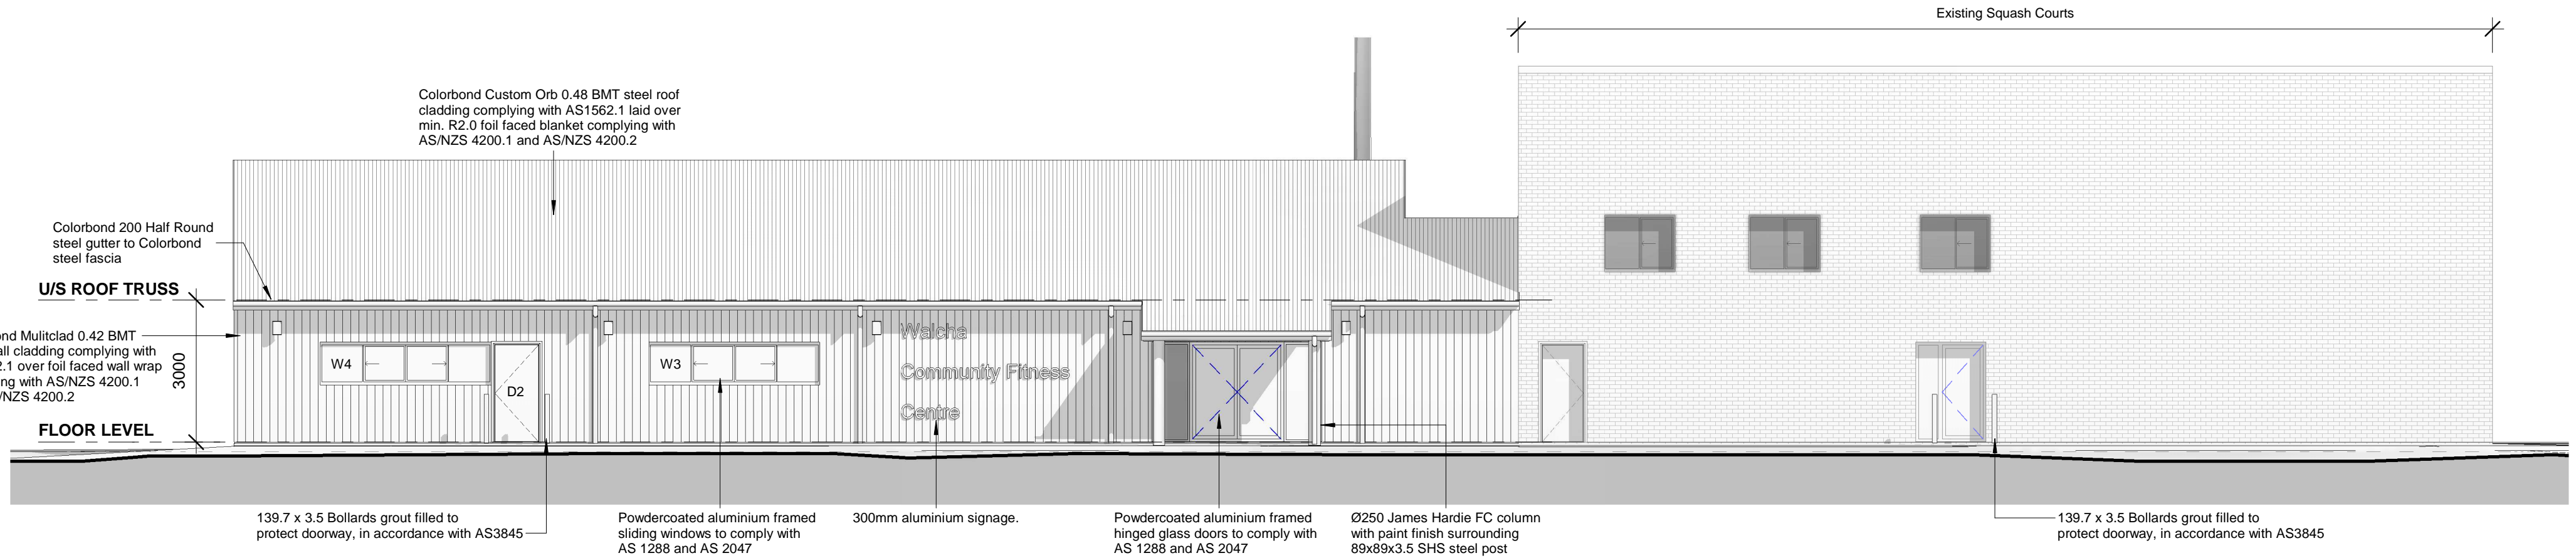 Existing Squash Courts
Colorbond Custom Orb 0.48 BMT steel roof
cladding complying with AS1562.1 laid over
min. R2.0 foil faced blanket complying with
AS/NZS 4200.1 and AS/NZS 4200.2
Colorbond 200 Half Round
steel gutter to Colorbond
steel fascia
U/S ROOF TRUSS
ond Mulitclad 0.42 BMT
all cladding complying with
2.1 over foil faced wall wrap
ng with AS/NZS 4200.1
/NZS 4200.2
3000
FLOOR LEVEL
W4
D2
W3
Walcha
Community Fitness
Centre
139.7 x 3.5 Bollards grout filled to
protect doorway, in accordance with AS3845
Powdercoated aluminium framed
sliding windows to comply with
AS 1288 and AS 2047
300mm aluminium signage.
Powdercoated aluminium framed
hinged glass doors to comply with
AS 1288 and AS 2047
Ø250 James Hardie FC column
with paint finish surrounding
89x89x3.5 SHS steel post
139.7 x 3.5 Bollards grout filled to
protect doorway, in accordance with AS3845